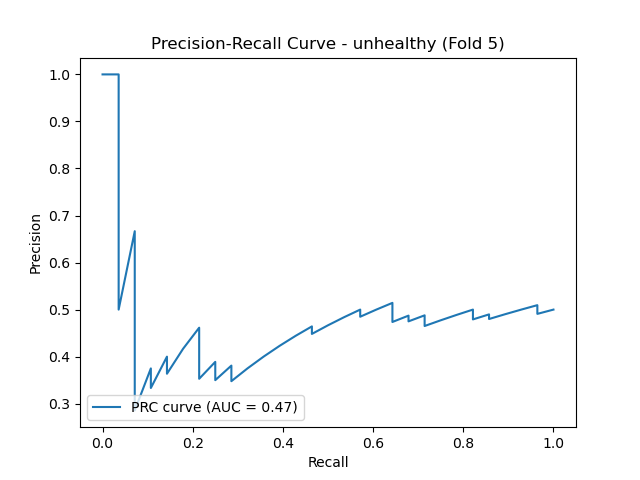 Precision-Recall Curve - unhealthy (Fold 5)
Precision
1.0
0.9
0.8
0.7
0.6
0.5
0.4
0.3
PRC curve (AUC = 0.47)
0.0 0.2 0.4 0.6 0.8 1.0
Recall